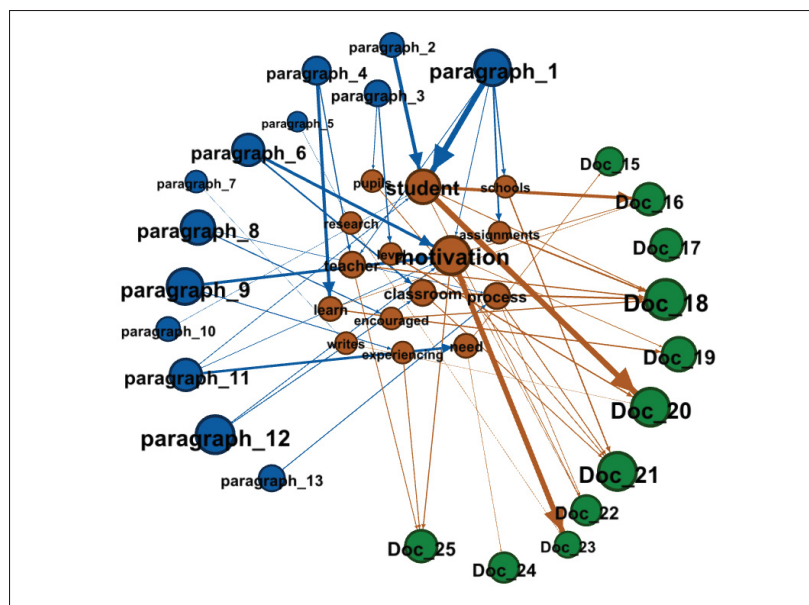 paragraph_2
paragraph_1
paragraph_4
paragraph_3
paragraph_5
paragraph_6
Doc_15
paragraph_7
pupils
student
schools
Doc_16
paragraph_8
research
assignments
Doc_17
level
motivation
teacher
paragraph_9
classroom
process
Doc_18
learn
encouraged
paragraph_10
writes
experiencing
need
Doc_19
paragraph_11
Doc_20
paragraph_12
Doc_21
paragraph_13
Doc_22
Doc_23
Doc_25
Doc_24